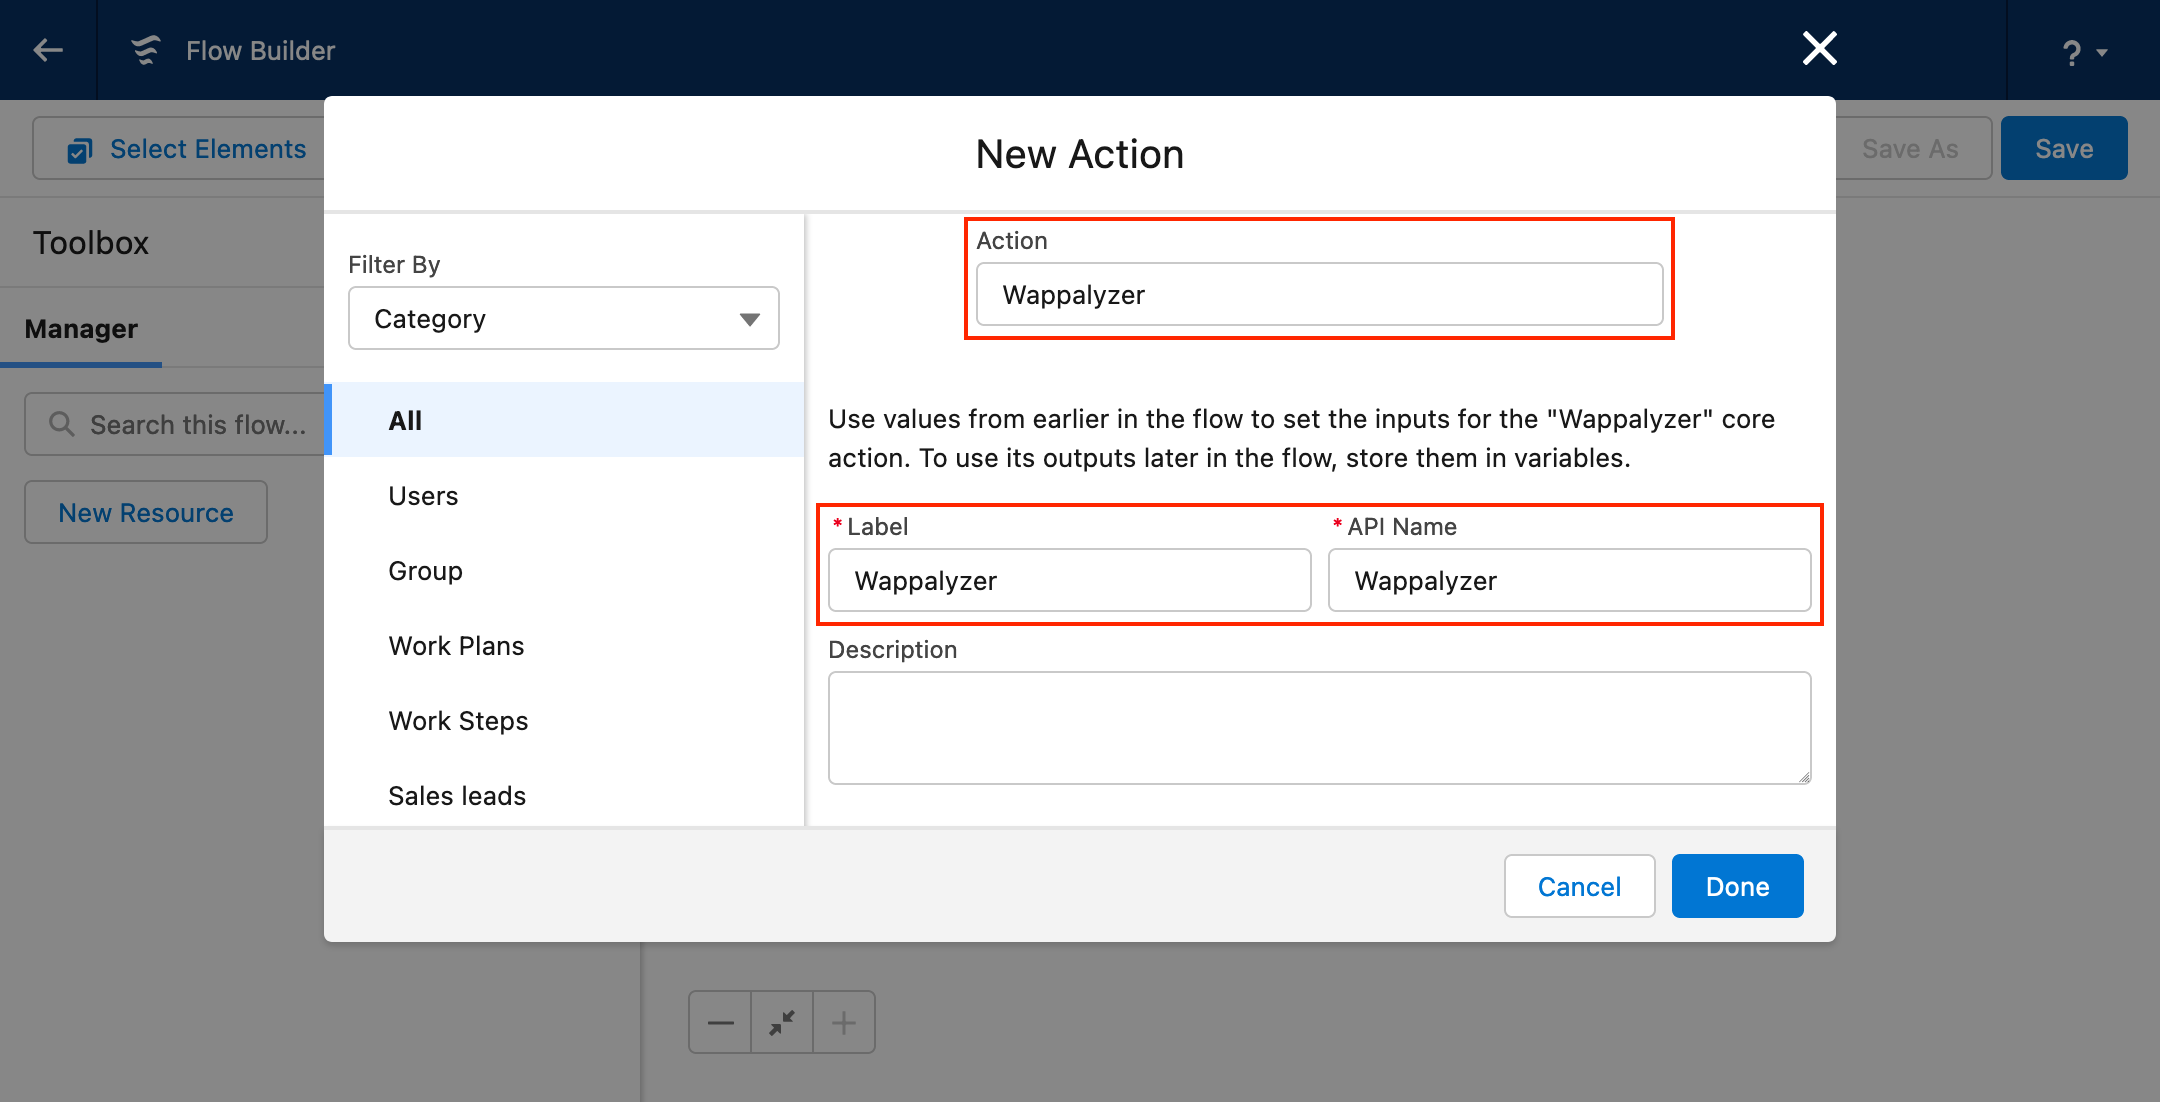 Flow Builder
?
Select Elements
Save As
Save
New Action
Toolbox
Manager
Search this flow...
New Resource
Filter By
Category
All
Users
Group
Work Plans
Work Steps
Sales leads
Action
Wappalyzer
Use values from earlier in the flow to set the inputs for the "Wappalyzer" core
action. To use its outputs later in the flow, store them in variables.
* Label
Wappalyzer
* API Name
Wappalyzer
Description
Cancel
Done